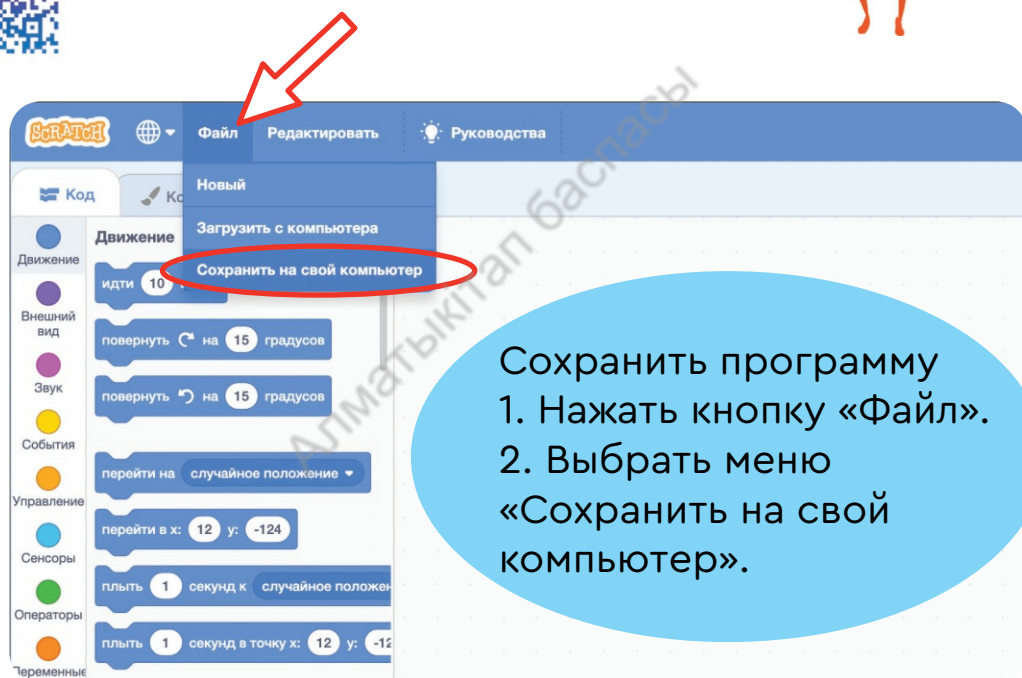 SCRATCH Файл Редактировать Руководства
Код
Новый
Загрузить с компьютера
Сохранить на свой компьютер
Движение
Движение
Внешний вид
Звук
События
Управление
Сенсоры
Операторы
Переменные
идти 10
повернуть на 15 градусов
повернуть на 15 градусов
перейти на случайное положение
перейти в x: 12 y: -124
плыть 1 секунд к случайное
плыть 1 секунд в точку x: 12 y:
Сохранить программу
1. Нажать кнопку «Файл».
2. Выбрать меню
«Сохранить на свой
компьютер».
Алматыкітап баспасы